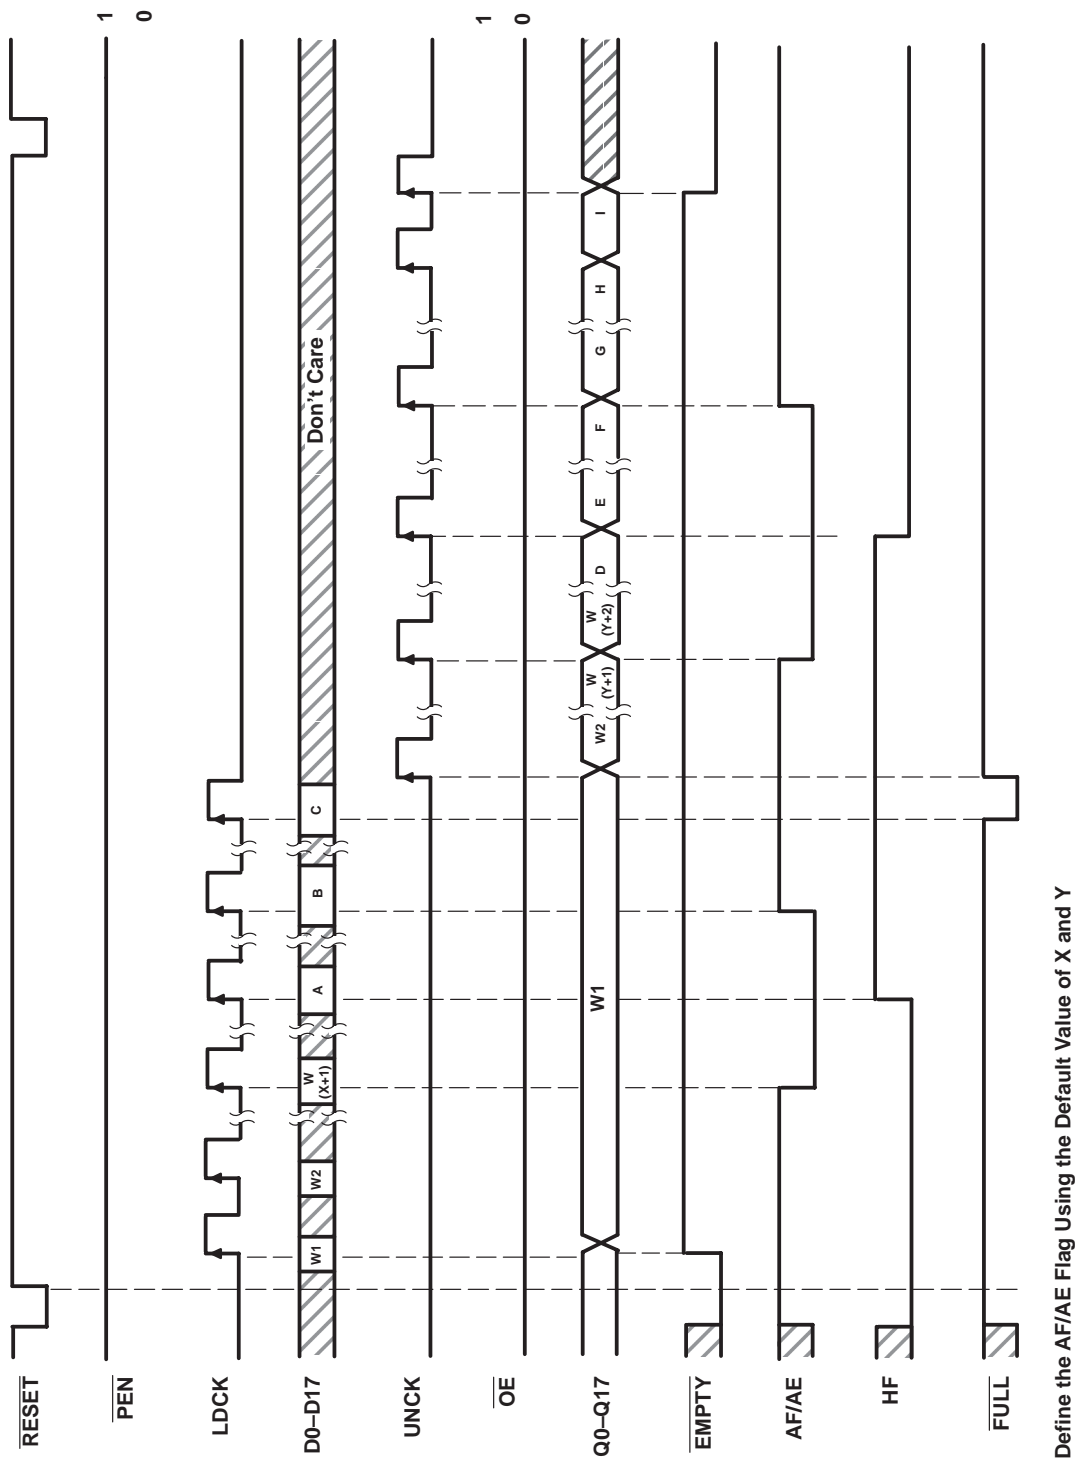 RESET
PEN
1
0
LDCK
D0–D17
W1
W2
W
(X+1)
A
B
C
Don't Care
UNCK
OE
1
0
Q0–Q17
W1
W2
W
(Y+1)
W
(Y+2)
D
E
F
G
H
I
EMPTY
AF/AE
HF
FULL
Define the AF/AE Flag Using the Default Value of X and Y